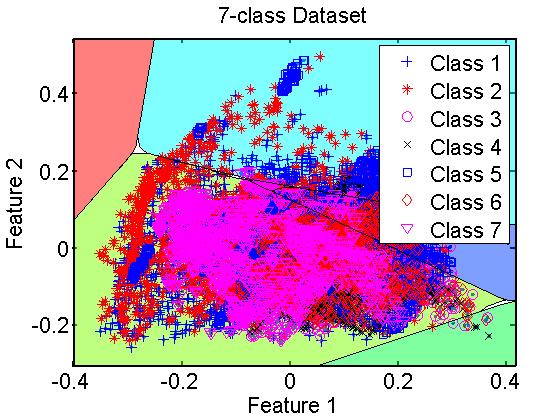 7-class Dataset
Class 1
Class 2
Class 3
Class 4
Class 5
Class 6
Class 7
Feature 2
0.4
0.2
0
-0.2
-0.4
-0.2
0
0.2
0.4
Feature 1